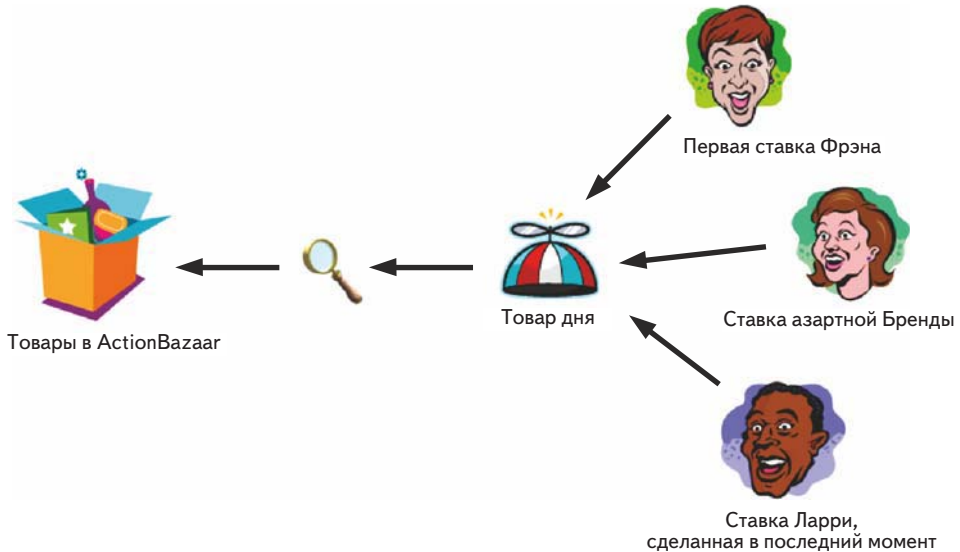 Первая ставка Фрэна
Товары в ActionBazaar
Товар дня
Ставка азартной Бренды
Ставка Ларри,
сделанная в последний момент